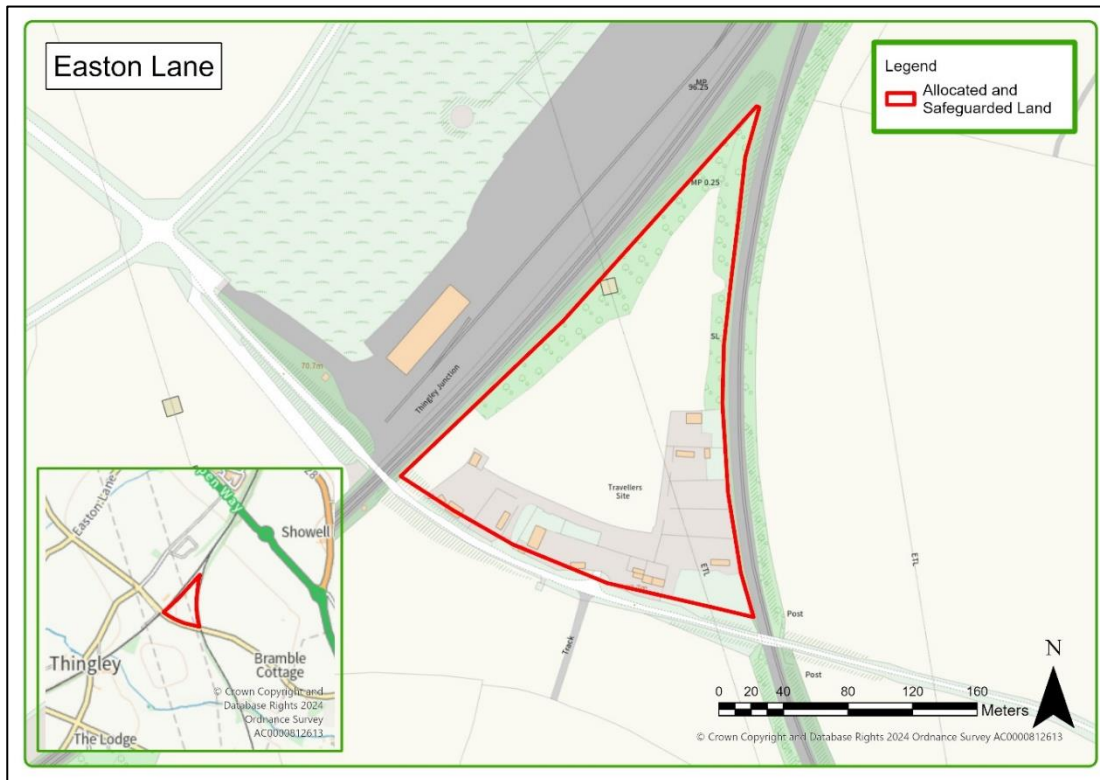 Easton Lane
Legend
Allocated and
Safeguarded Land
MP
96.25
MP 0.25
SL
70.7m
Thingley Junction
Travellers
Site
ETL
ETL
Track
Post
Post
Easton Lane
Showell
Thingley
Bramble
Cottage
The Lodge
28
© Crown Copyright and
Database Rights 2024
Ordnance Survey
AC0000812613
N
0 20 40 80 120 160
Meters
© Crown Copyright and Database Rights 2024 Ordnance Survey AC0000812613